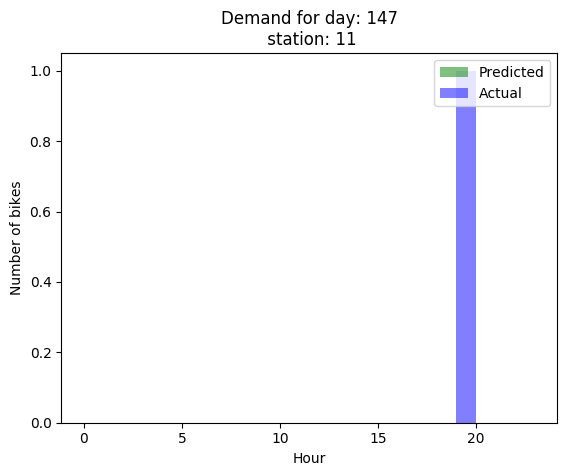 Demand for day: 147
station: 11
Number of bikes
1.0
0.8
0.6
0.4
0.2
0.0
Predicted
Actual
0
5
10
15
20
Hour